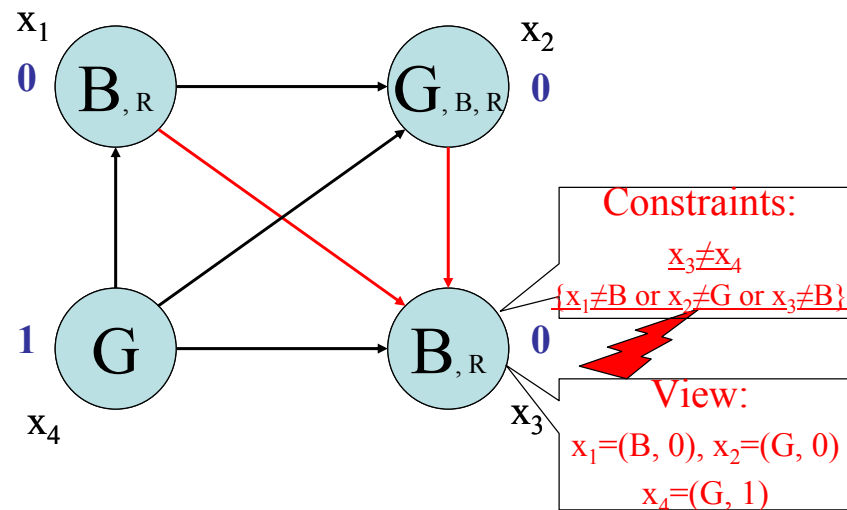 x₁
x₂
0
B, R
G, B, R
0
Constraints:
x₃≠x₄
{x₁≠B or x₂≠G or x₃≠B}
1
G
B, R
0
x₄
x₃
View:
x₁=(B, 0), x₂=(G, 0)
x₄=(G, 1)